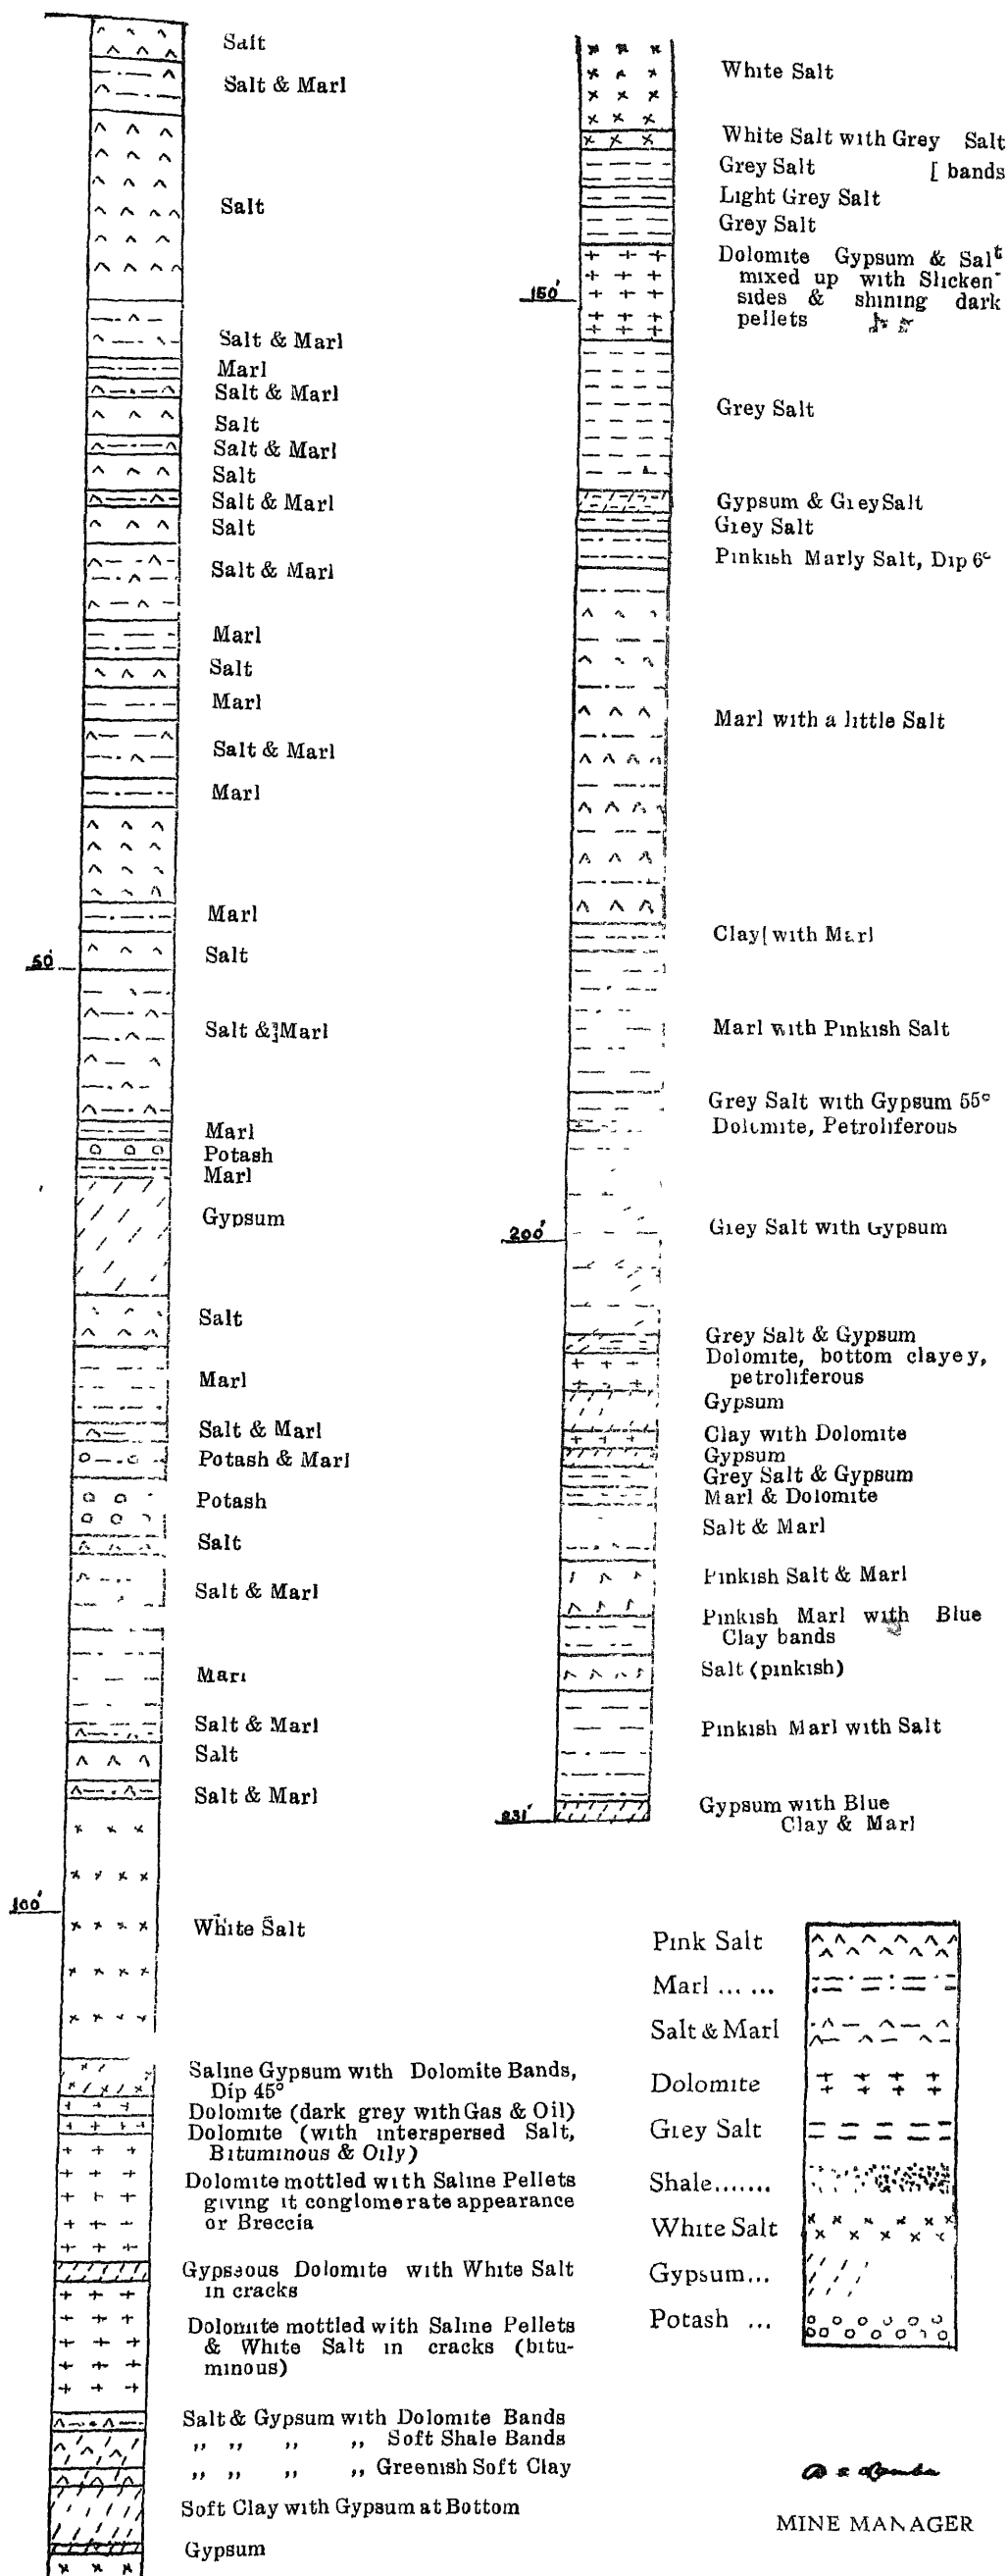 Salt
Salt & Marl
Salt
Salt & Marl
Marl
Salt & Marl
Salt
Salt & Marl
Salt
Salt & Marl
Salt
Salt & Marl
Marl
Salt
Marl
Salt & Marl
Marl
Marl
Salt
50'
Salt & Marl
Marl
Potash
Marl
Gypsum
Salt
Marl
Salt & Marl
Potash & Marl
Potash
Salt
Salt & Marl
Marl
Salt & Marl
Salt
Salt & Marl
100'
White Salt
Saline Gypsum with Dolomite Bands,
Dip 45°
Dolomite (dark grey with Gas & Oil)
Dolomite (with interspersed Salt,
Bituminous & Oily)
Dolomite mottled with Saline Pellets
giving it conglomerate appearance
or Breccia
Gypseous Dolomite with White Salt
in cracks
Dolomite mottled with Saline Pellets
& White Salt in cracks (bitu-
minous)
Salt & Gypsum with Dolomite Bands
,, ,, ,, ,, Soft Shale Bands
,, ,, ,, ,, Greenish Soft Clay
Soft Clay with Gypsum at Bottom
Gypsum
White Salt
White Salt with Grey Salt
Grey Salt [ bands
Light Grey Salt
Grey Salt
Dolomite Gypsum & Salt
mixed up with Slicken-
sides & shining dark
pellets
150'
Grey Salt
Gypsum & Grey Salt
Grey Salt
Pinkish Marly Salt, Dip 6°
Marl with a little Salt
Clay [ with Marl
Marl with Pinkish Salt
Grey Salt with Gypsum 55°
Dolomite, Petroliferous
200'
Grey Salt with Gypsum
Grey Salt & Gypsum
Dolomite, bottom clayey,
petroliferous
Gypsum
Clay with Dolomite
Gypsum
Grey Salt & Gypsum
Marl & Dolomite
Salt & Marl
Pinkish Salt & Marl
Pinkish Marl with Blue
Clay bands
Salt (pinkish)
Pinkish Marl with Salt
231'
Gypsum with Blue
Clay & Marl
Pink Salt
Marl ... ...
Salt & Marl
Dolomite
Grey Salt
Shale.......
White Salt
Gypsum...
Potash ...
MINE MANAGER